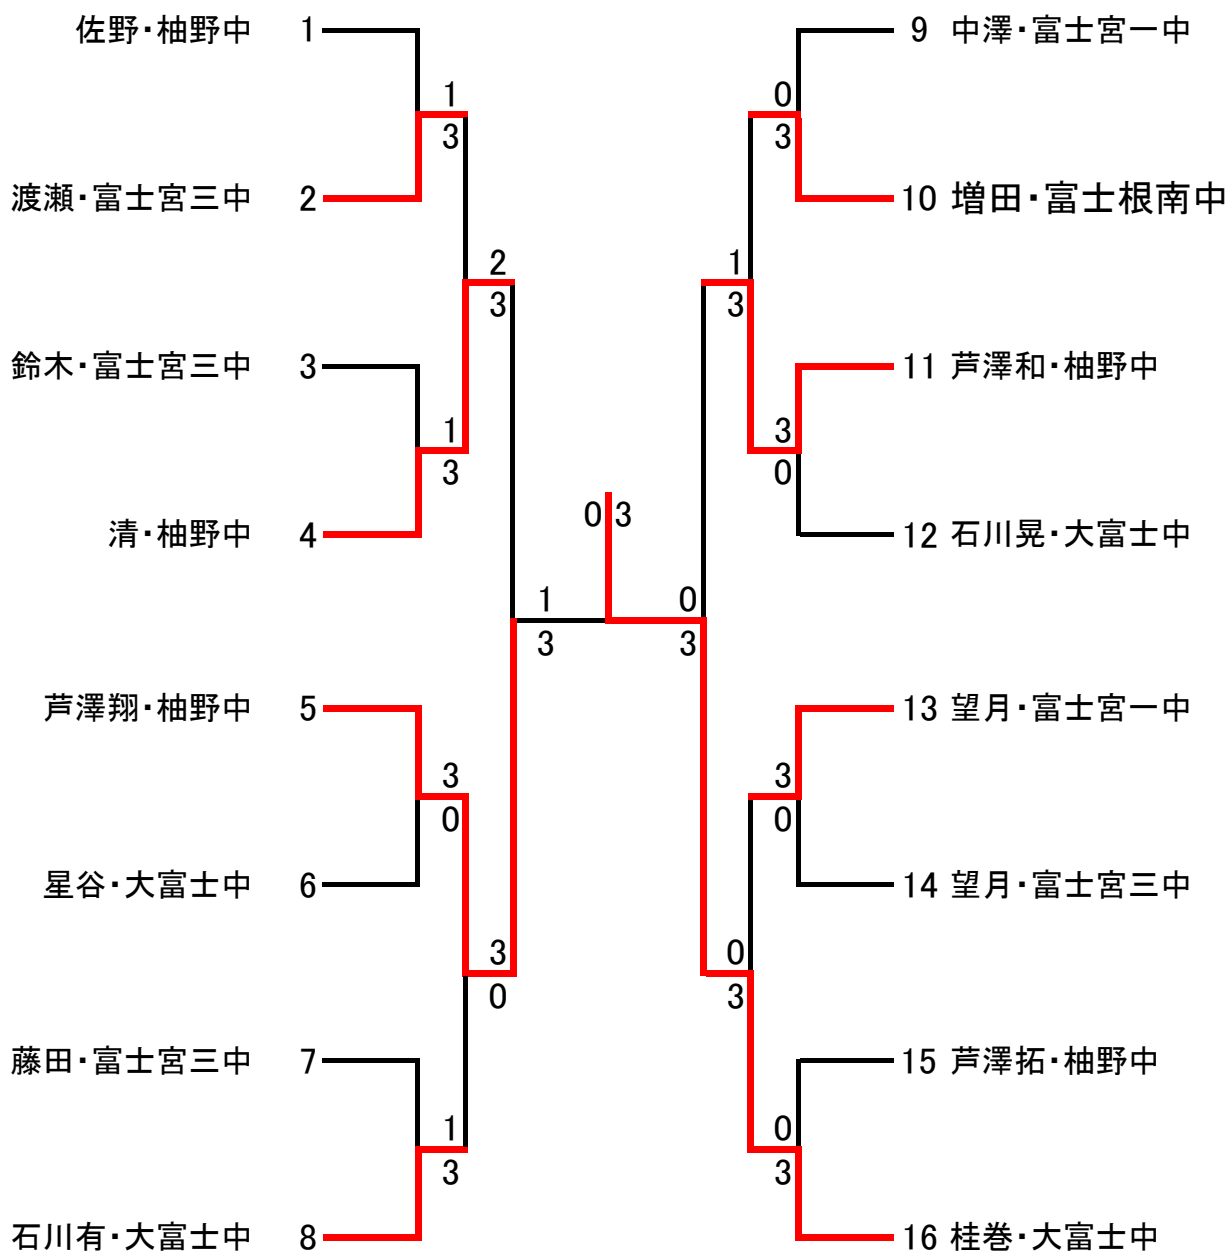 佐野・柚野中 1
9 中澤・富士宮一中
1
0
3
3
渡瀬・富士宮三中 2
10 増田・富士根南中
2
1
3
3
鈴木・富士宮三中 3
11 芦澤和・柚野中
1
3
3
0
0 3
清・柚野中 4
12 石川晃・大富士中
1
0
3
3
芦澤翔・柚野中 5
13 望月・富士宮一中
3
3
0
0
星谷・大富士中 6
14 望月・富士宮三中
3
0
0
3
藤田・富士宮三中 7
15 芦澤拓・柚野中
1
0
3
3
石川有・大富士中 8
16 桂巻・大富士中